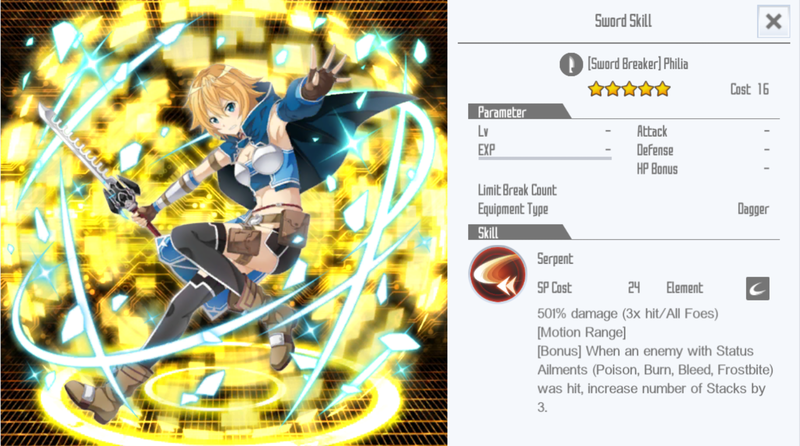 Sword Skill
[Sword Breaker] Philia
Cost 16
Parameter
Lv - Attack -
EXP - Defense -
HP Bonus -
Limit Break Count
Equipment Type Dagger
Skill
Serpent
SP Cost 24 Element
501% damage (3x hit/All Foes)
[Motion Range]
[Bonus] When an enemy with Status
Ailments (Poison, Burn, Bleed, Frostbite)
was hit, increase number of Stacks by
3.